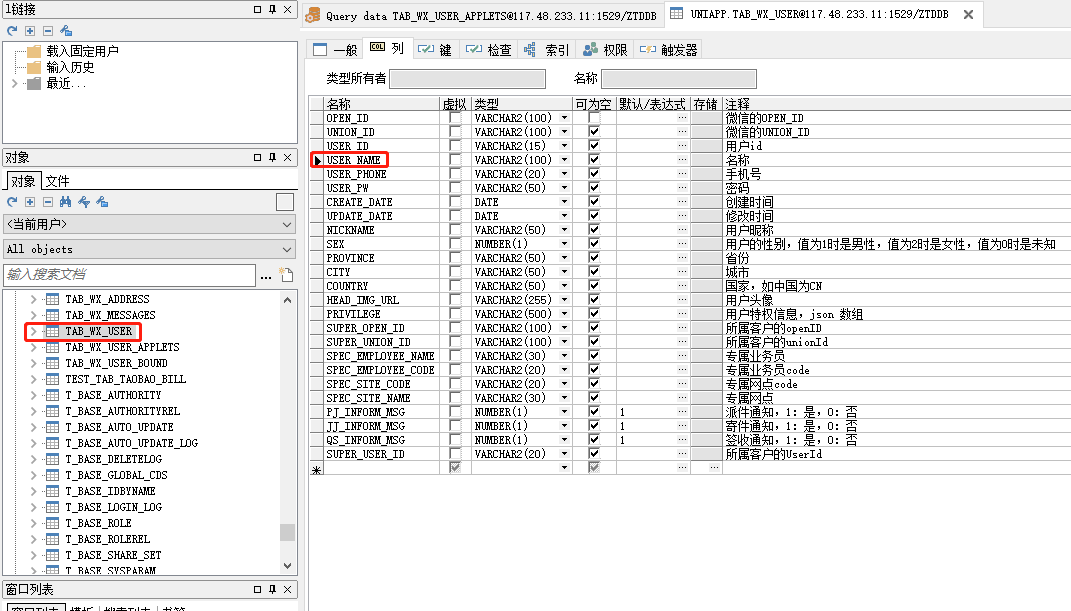 1链接
载入固定用户
输入历史
最近...
对象
对象 文件
<当前用户>
All objects
输入搜索文档 ...
TAB_WX_ADDRESS
TAB_WX_MESSAGES
TAB_WX_USER
TAB_WX_USER_APPLETS
TAB_WX_USER_BOUND
TEST_TAB_TAOBAO_BILL
T_BASE_AUTHORITY
T_BASE_AUTHORITYREL
T_BASE_AUTO_UPDATE
T_BASE_AUTO_UPDATE_LOG
T_BASE_DELETELOG
T_BASE_GLOBAL_CDS
T_BASE_IDBYNAME
T_BASE_LOGIN_LOG
T_BASE_ROLE
T_BASE_ROLEREL
T_BASE_SHARE_SET
T_BASE_SYSPARAM
窗口列表
窗口列表 模板 搜索列表 书签
Query data TAB_WX_USER_APPLETS@117.48.233.11:1529/ZTDDB UNIAPP.TAB_WX_USER@117.48.233.11:1529/ZTDDB
一般 列 键 检查 索引 权限 触发器
类型所有者 名称
名称 虚拟 类型 可为空 默认/表达式 存储 注释
OPEN_ID VARCHAR2(100) ... 微信的OPEN_ID
UNION_ID VARCHAR2(100) ... 微信的UNION_ID
USER_ID VARCHAR2(15) ... 用户id
USER_NAME VARCHAR2(100) ... 名称
USER_PHONE VARCHAR2(20) ... 手机号
USER_PW VARCHAR2(50) ... 密码
CREATE_DATE DATE ... 创建时间
UPDATE_DATE DATE ... 修改时间
NICKNAME VARCHAR2(50) ... 用户昵称
SEX NUMBER(1) ... 用户的性别，值为1时是男性，值为2时是女性，值为0时是未知
PROVINCE VARCHAR2(50) ... 省份
CITY VARCHAR2(50) ... 城市
COUNTRY VARCHAR2(50) ... 国家，如中国为CN
HEAD_IMG_URL VARCHAR2(255) ... 用户头像
PRIVILEGE VARCHAR2(500) ... 用户特权信息，json 数组
SUPER_OPEN_ID VARCHAR2(100) ... 所属客户的openID
SUPER_UNION_ID VARCHAR2(100) ... 所属客户的unionId
SPEC_EMPLOYEE_NAME VARCHAR2(30) ... 专属业务员
SPEC_EMPLOYEE_CODE VARCHAR2(20) ... 专属业务员code
SPEC_SITE_CODE VARCHAR2(20) ... 专属网点code
SPEC_SITE_NAME VARCHAR2(30) ... 专属网点
PJ_INFORM_MSG NUMBER(1) 1 ... 派件通知，1：是，0：否
JJ_INFORM_MSG NUMBER(1) 1 ... 寄件通知，1：是，0：否
QS_INFORM_MSG NUMBER(1) 1 ... 签收通知，1：是，0：否
SUPER_USER_ID VARCHAR2(20) ... 所属客户的UserId
* ... ...